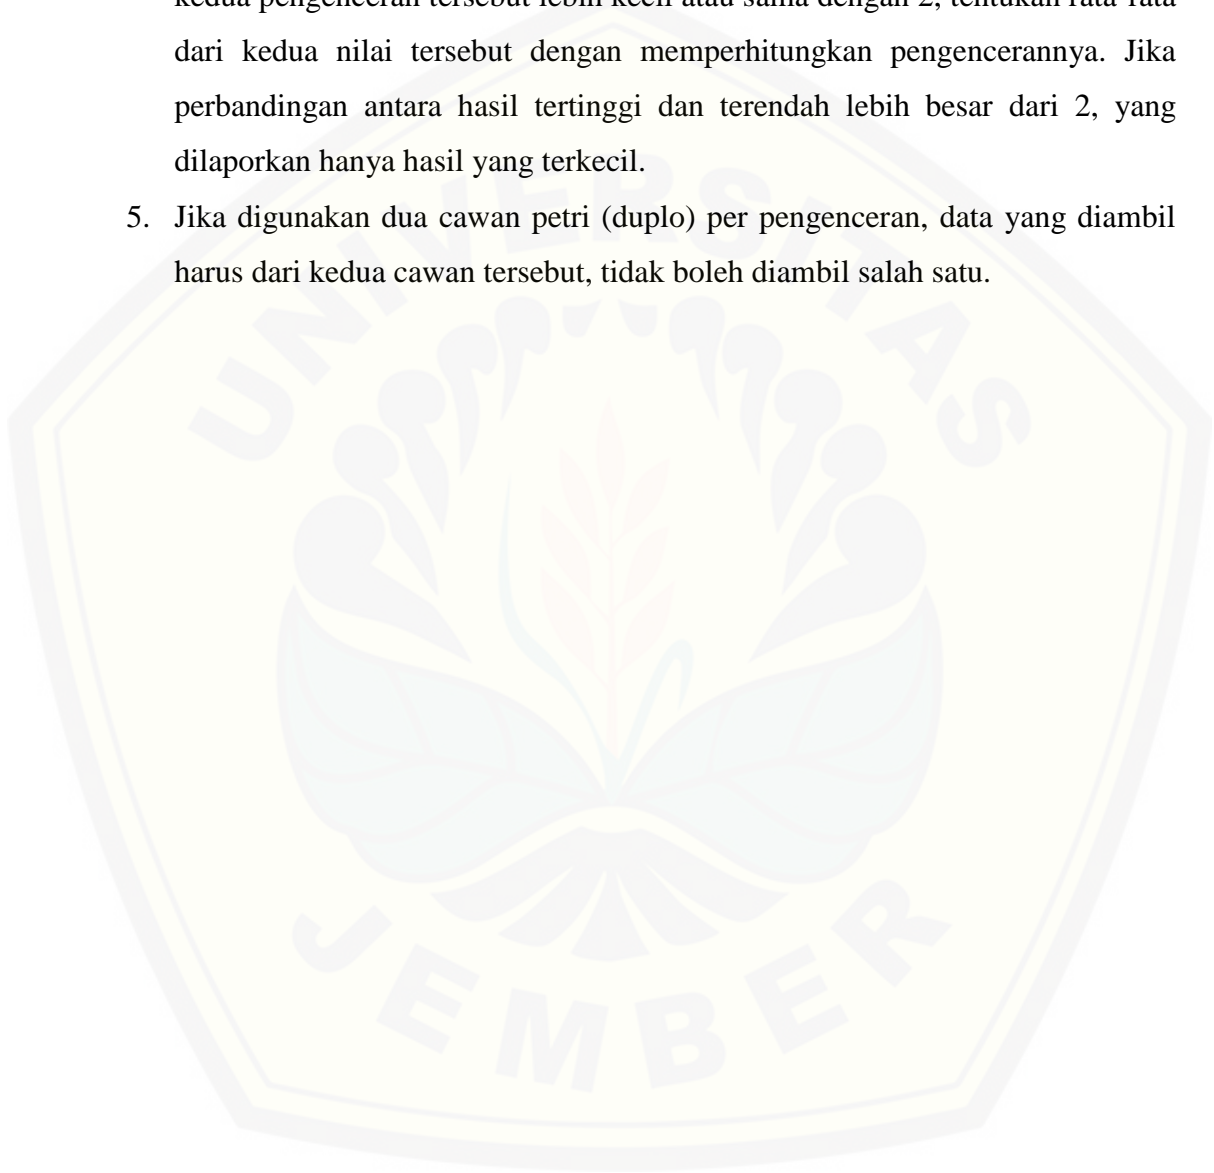 kedua pengenceran tersebut lebih kecil atau sama dengan 2, tentukan rata-rata
dari kedua nilai tersebut dengan memperhitungkan pengencerannya. Jika
perbandingan antara hasil tertinggi dan terendah lebih besar dari 2, yang
dilaporkan hanya hasil yang terkecil.
5. Jika digunakan dua cawan petri (duplo) per pengenceran, data yang diambil
harus dari kedua cawan tersebut, tidak boleh diambil salah satu.
UNIVERSITAS
JEMBER